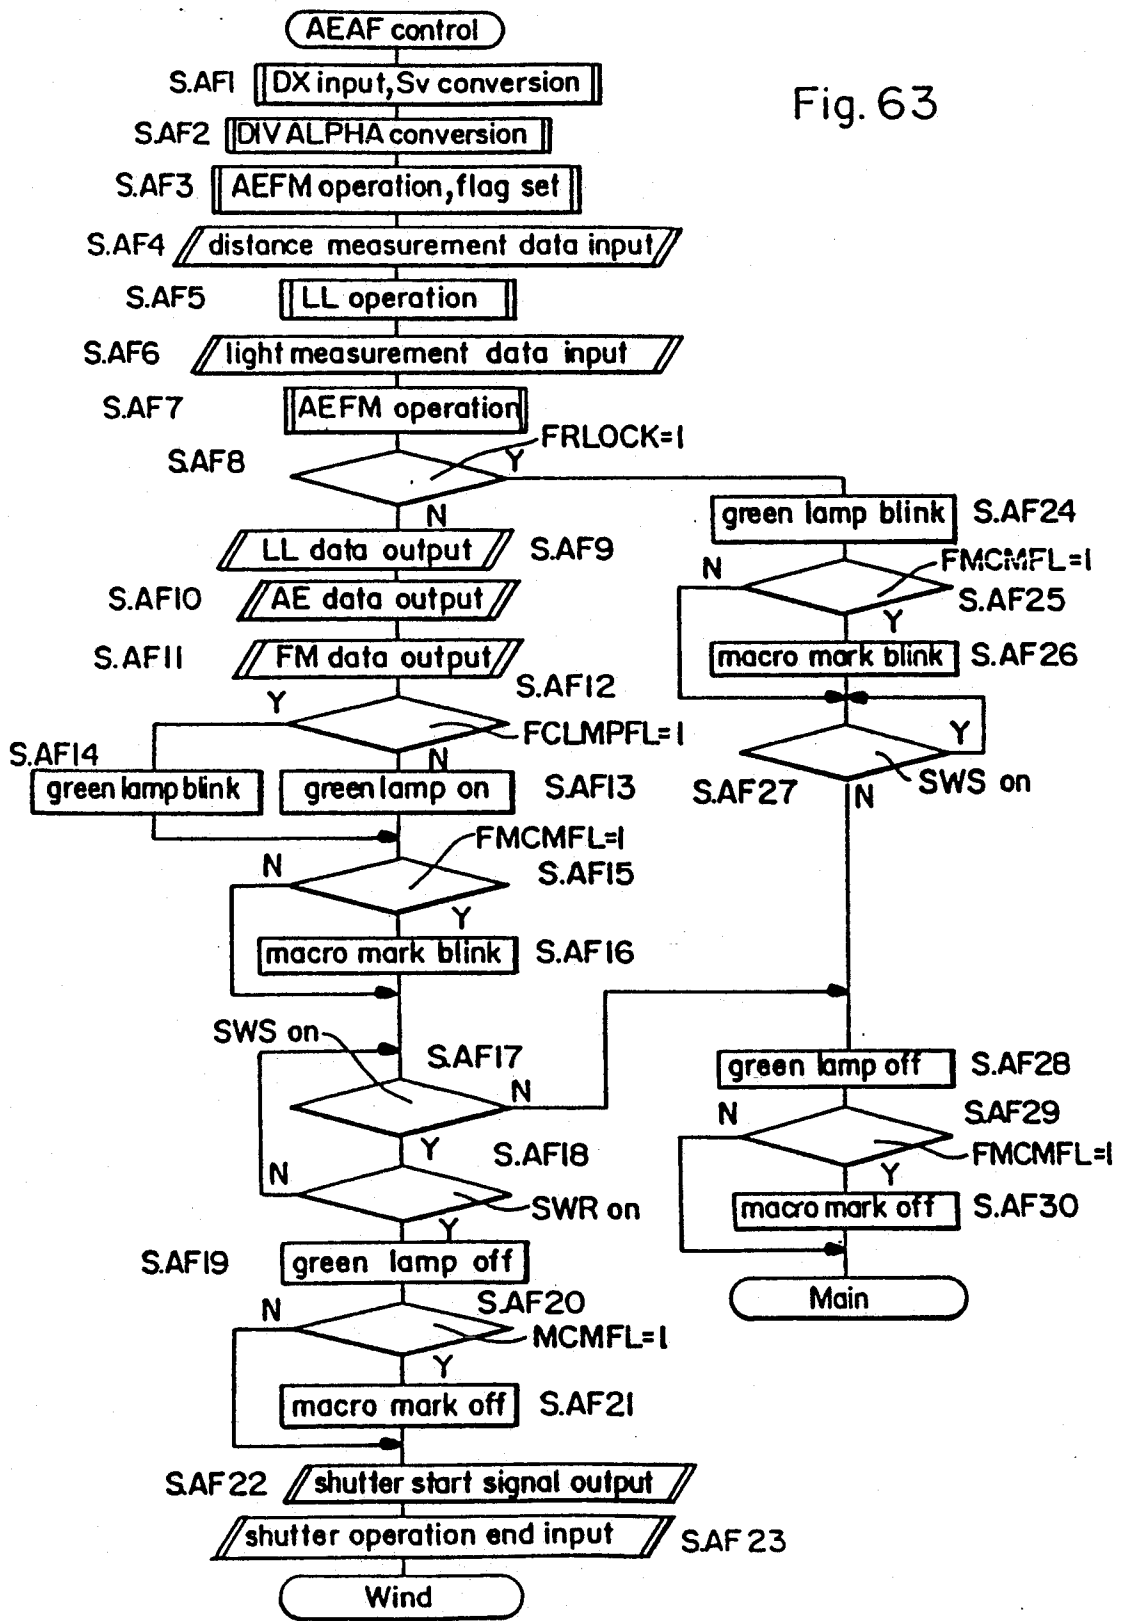 AEAF control
S.AF1 DX input, Sv conversion
Fig. 63
S.AF2 DIV ALPHA conversion
S.AF3 AEFM operation, flag set
S.AF4 distance measurement data input
S.AF5 LL operation
S.AF6 light measurement data input
S.AF7 AEFM operation
FRLOCK=1
S.AF8 Y
N
green lamp blink S.AF24
LL data output S.AF9
N FMCMFL=1
S.AF25
S.AF10 AE data output
Y
S.AF11 FM data output
macro mark blink S.AF26
S.AF12
Y
FCLMPFL=1
N
Y
SWS on
S.AF27 N
S.AF14
green lamp blink
green lamp on S.AF13
FMCMFL=1
N S.AF15
Y
macro mark blink S.AF16
SWS on
S.AF17
N
Y
green lamp off S.AF28
N S.AF29
FMCMFL=1
Y
S.AF18
N
SWR on
Y
macro mark off S.AF30
S.AF19 green lamp off
Main
S.AF20
N
MCMFL=1
Y
macro mark off S.AF21
S.AF22 shutter start signal output
shutter operation end input S.AF23
Wind